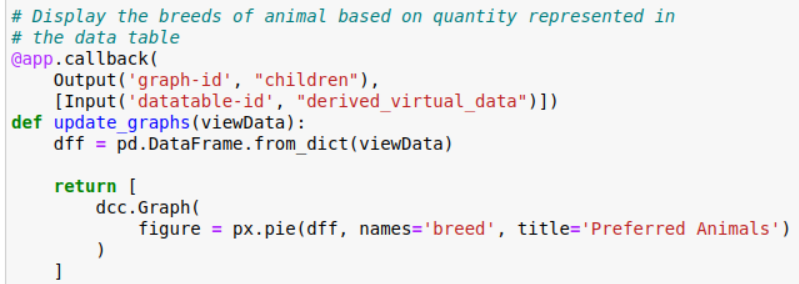 # Display the breeds of animal based on quantity represented in
# the data table
@app.callback(
    Output('graph-id', "children"),
    [Input('datatable-id', "derived_virtual_data")])
def update_graphs(viewData):
    dff = pd.DataFrame.from_dict(viewData)

    return [
        dcc.Graph(
            figure = px.pie(dff, names='breed', title='Preferred Animals')
        )
    ]